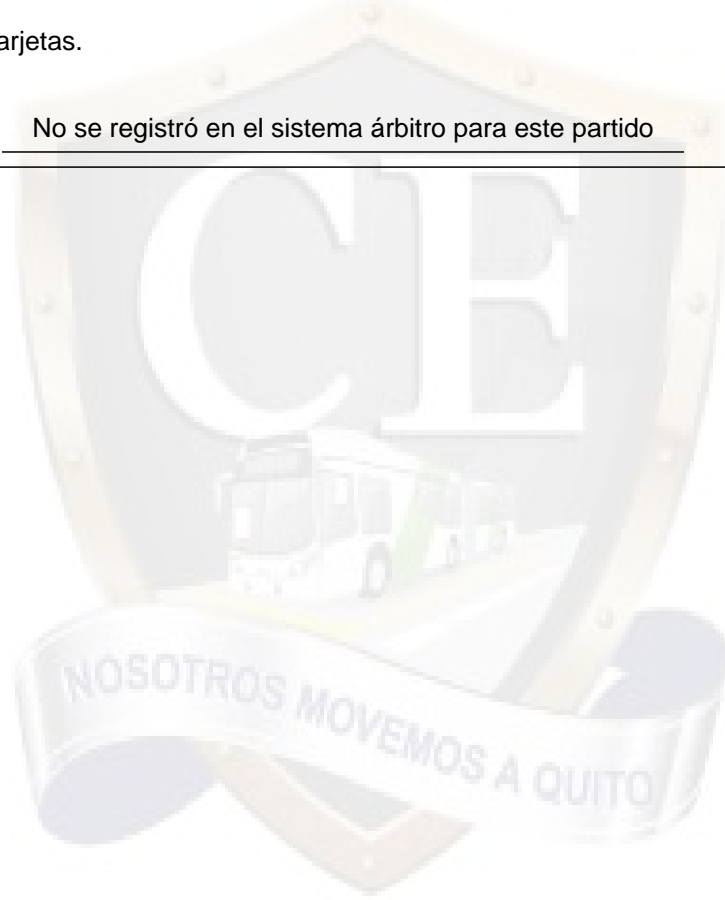 arjetas.
No se registró en el sistema árbitro para este partido
CE
NOSOTROS MOVEMOS A QUITO